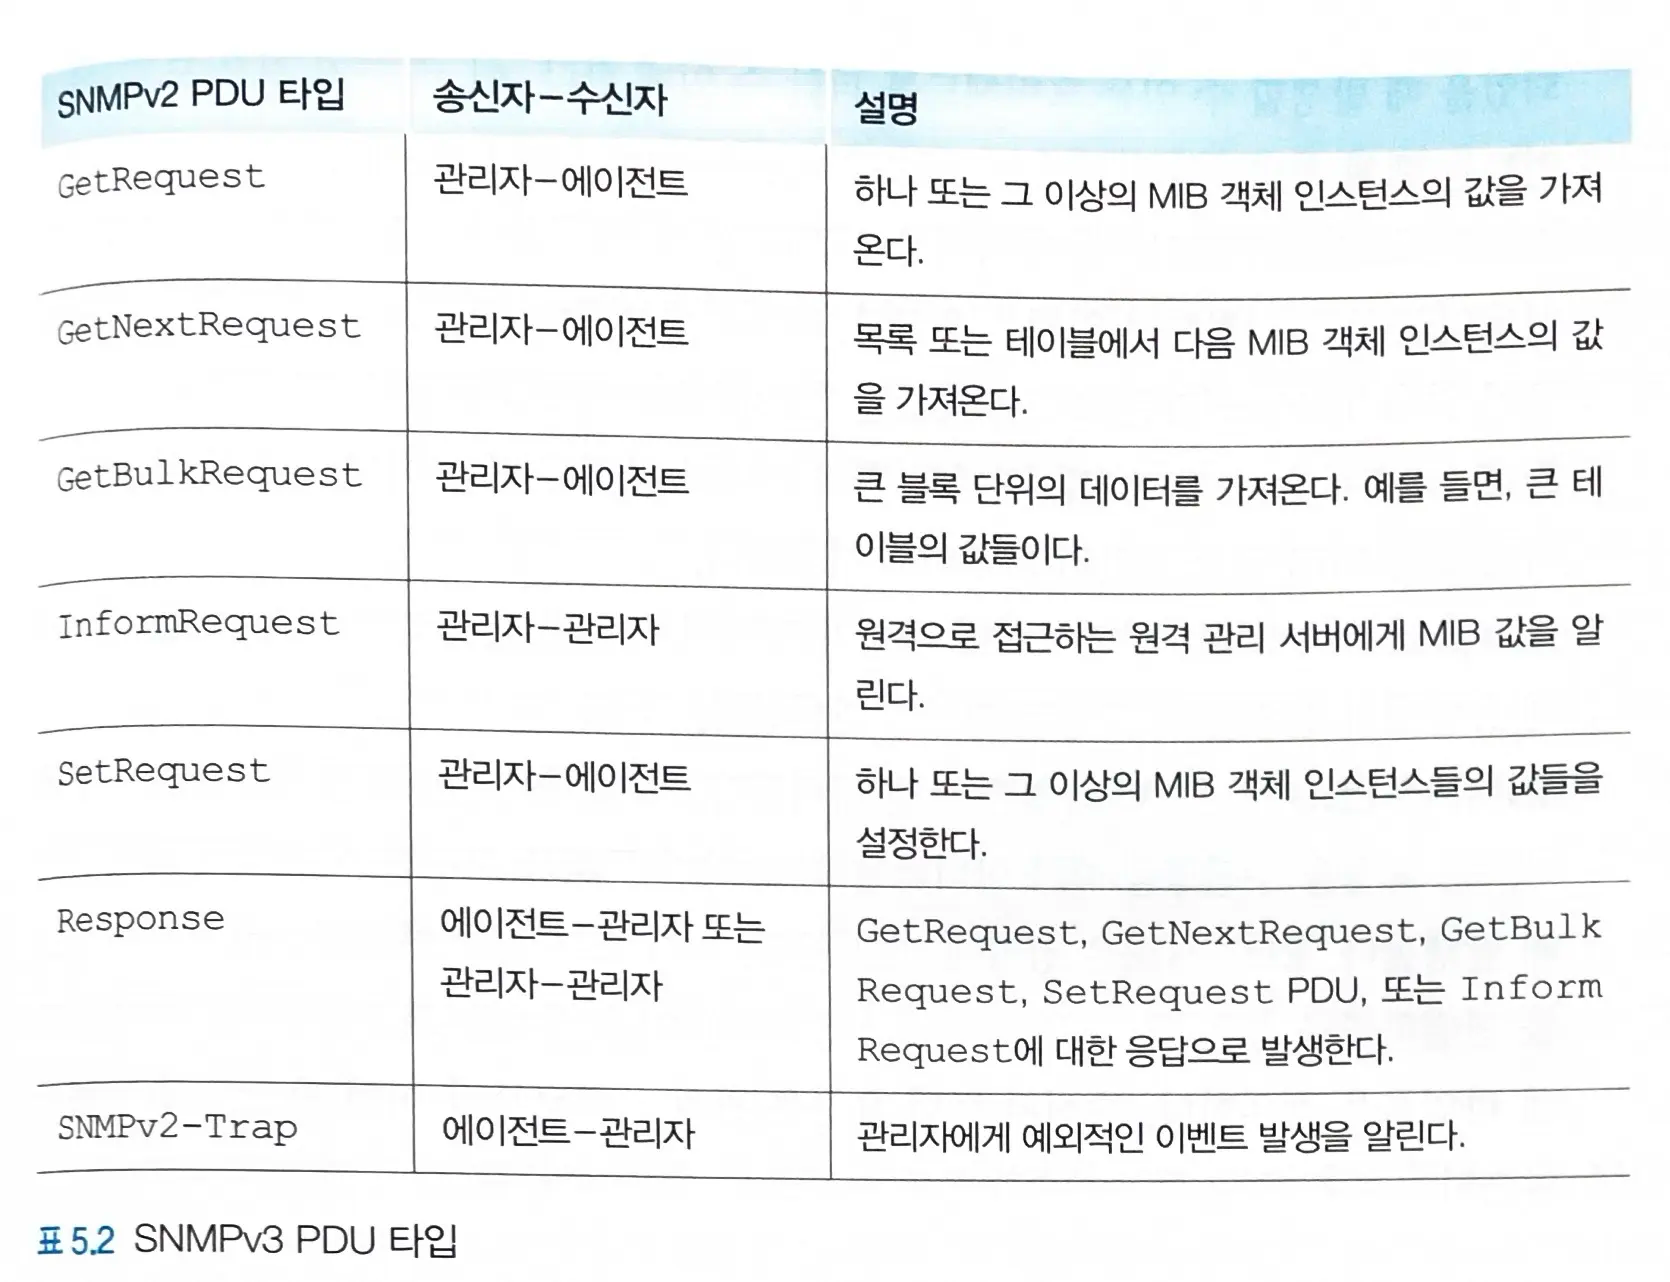 SNMPv2 PDU 타입 송신자-수신자 설명
GetRequest 관리자-에이전트 하나 또는 그 이상의 MIB 객체 인스턴스의 값을 가져
온다.
GetNextRequest 관리자-에이전트 목록 또는 테이블에서 다음 MIB 객체 인스턴스의 값
을 가져온다.
GetBulkRequest 관리자-에이전트 큰 블록 단위의 데이터를 가져온다. 예를 들면, 큰 테
이블의 값들이다.
InformRequest 관리자-관리자 원격으로 접근하는 원격 관리 서버에게 MIB 값을 알
린다.
SetRequest 관리자-에이전트 하나 또는 그 이상의 MIB 객체 인스턴스들의 값들을
설정한다.
Response 에이전트-관리자 또는 GetRequest, GetNextRequest, GetBulk
관리자-관리자 Request, SetRequest PDU, 또는 Inform
Request에 대한 응답으로 발생한다.
SNMPv2-Trap 에이전트-관리자 관리자에게 예외적인 이벤트 발생을 알린다.
표 5.2 SNMPv3 PDU 타입